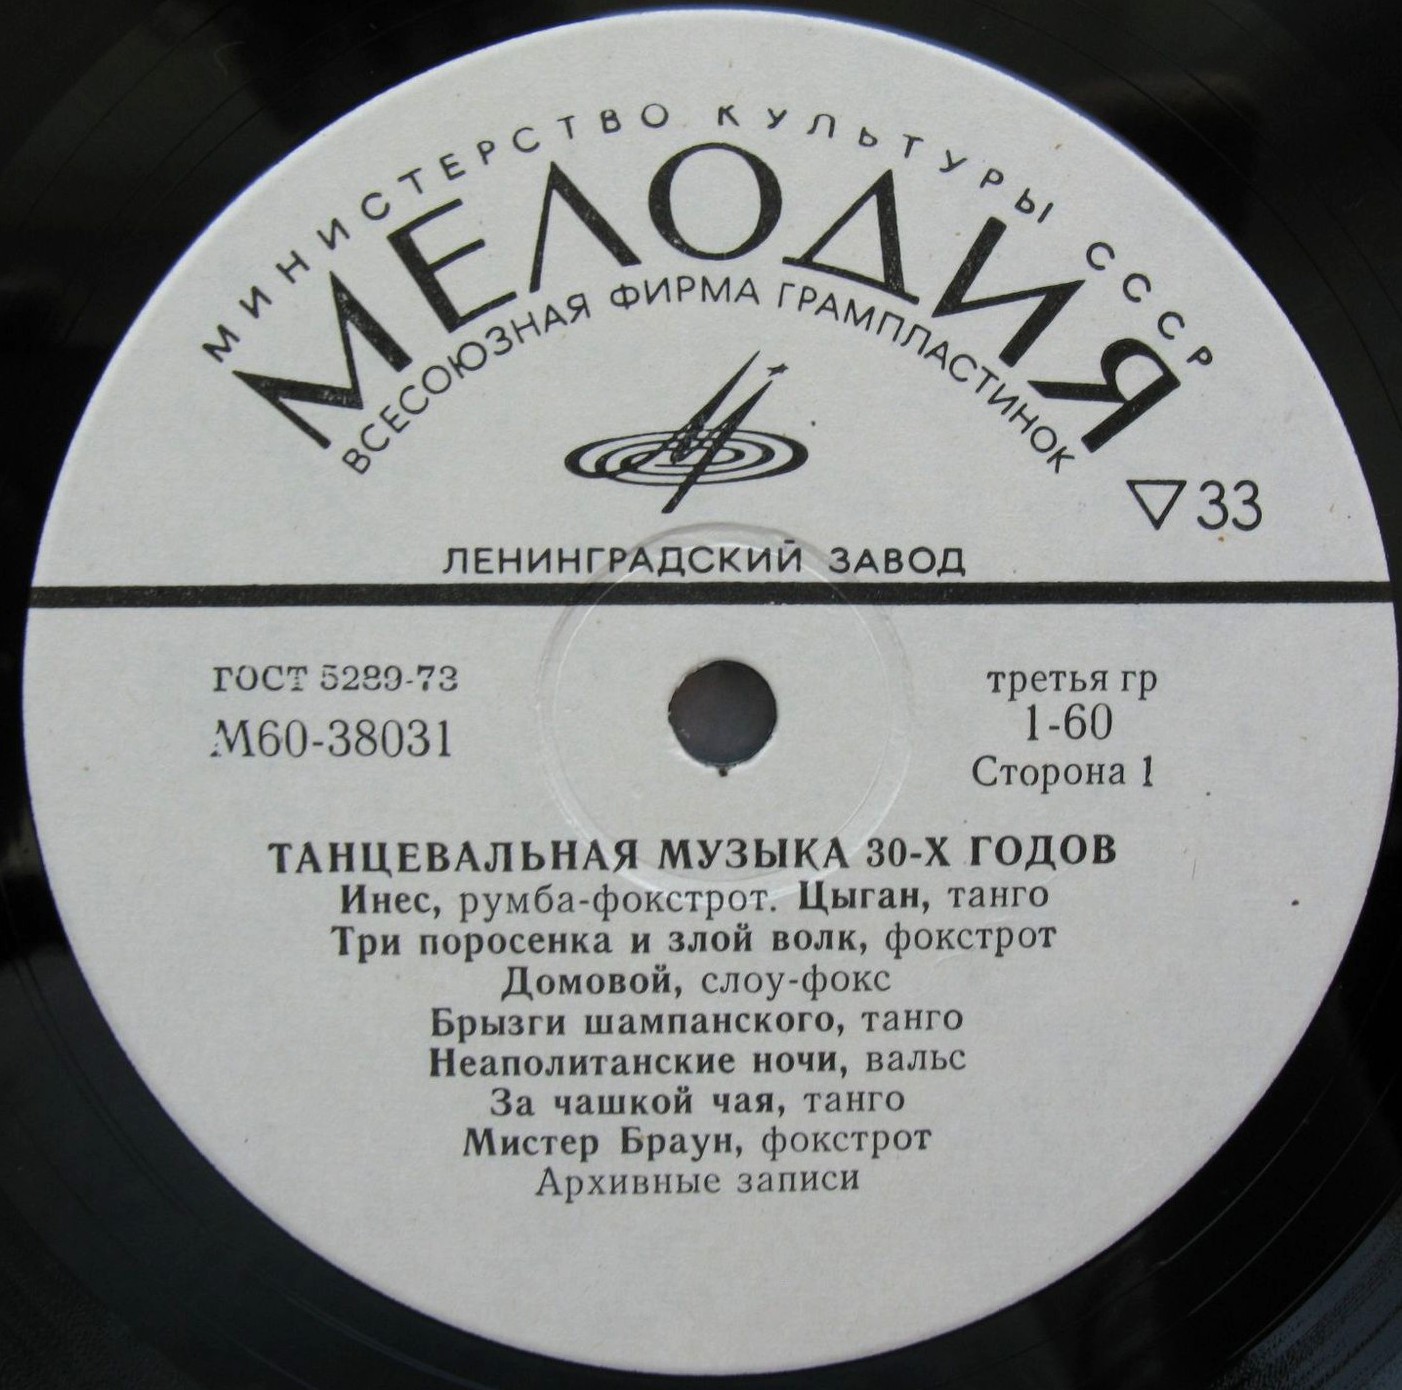 МИНИСТЕРСТВО КУЛЬТУРЫ СССР
МЕЛОДИЯ
ВСЕСОЮЗНАЯ ФИРМА ГРАМПЛАСТИНОК
33
ЛЕНИНГРАДСКИЙ ЗАВОД
ГОСТ 5289-73
М60-38031
третья гр
1-60
Сторона 1
ТАНЦЕВАЛЬНАЯ МУЗЫКА 30-Х ГОДОВ
Инес, румба-фокстрот. Цыган, танго
Три поросенка и злой волк, фокстрот
Домовой, слоу-фокс
Брызги шампанского, танго
Неаполитанские ночи, вальс
За чашкой чая, танго
Мистер Браун, фокстрот
Архивные записи